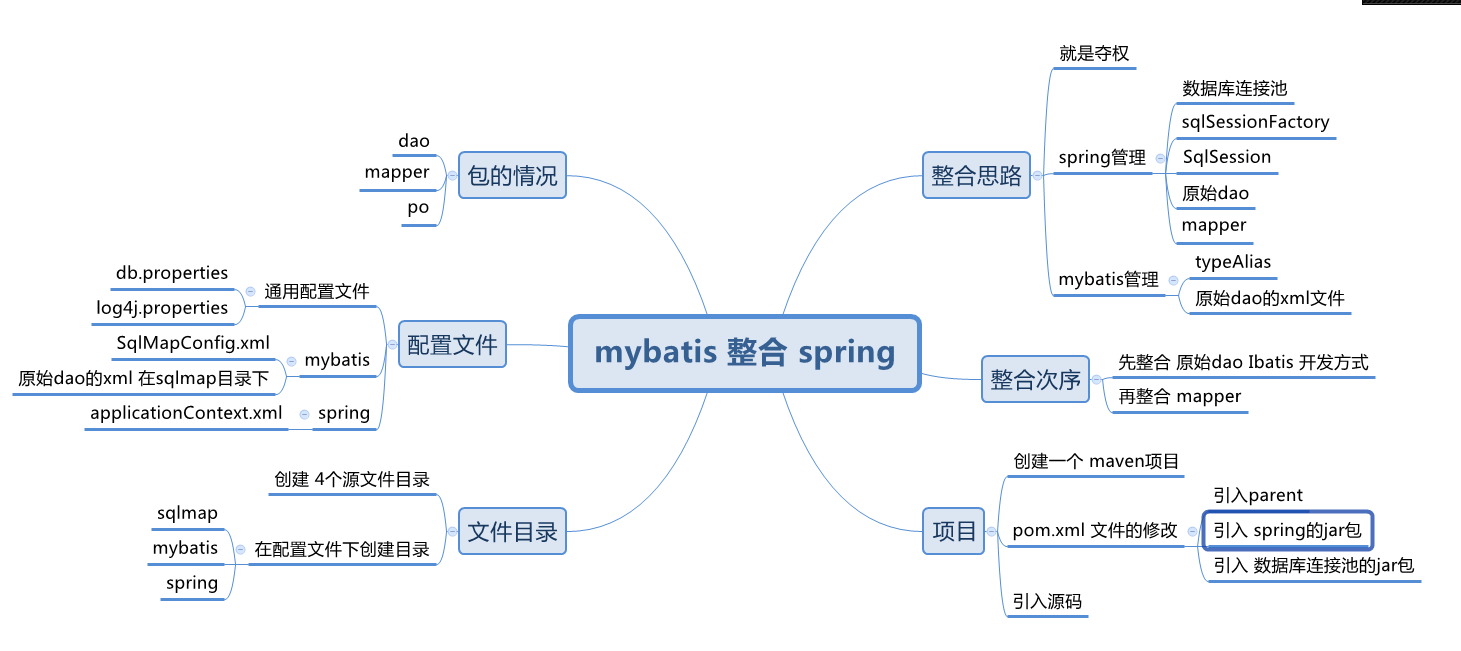 mybatis 整合 spring
整合思路
就是夺权
spring管理
数据库连接池
sqlSessionFactory
SqlSession
原始dao
mapper
mybatis管理
typeAlias
原始dao的xml文件
整合次序
先整合 原始dao Ibatis 开发方式
再整合 mapper
项目
创建一个 maven项目
pom.xml 文件的修改
引入parent
引入 spring的jar包
引入 数据库连接池的jar包
引入源码
包的情况
dao
mapper
po
配置文件
通用配置文件
db.properties
log4j.properties
mybatis
SqlMapConfig.xml
原始dao的xml 在sqlmap目录下
spring
applicationContext.xml
文件目录
创建 4个源文件目录
在配置文件下创建目录
sqlmap
mybatis
spring